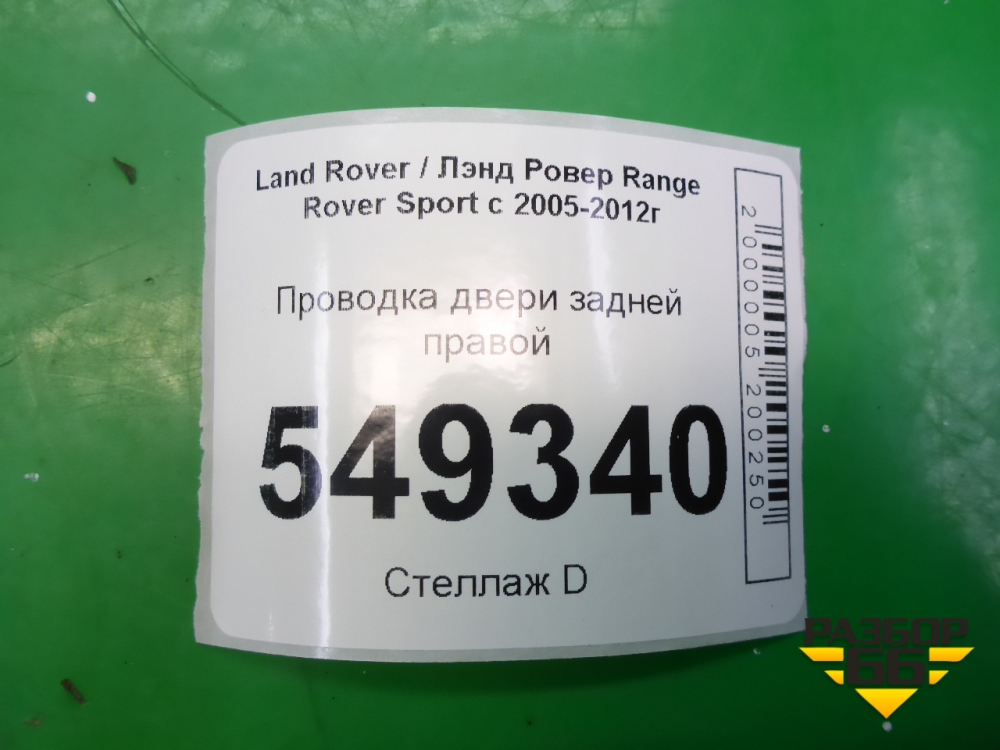 Land Rover / Лэнд Ровер Range
Rover Sport с 2005-2012г
Проводка двери задней
правой
549340
Стеллаж D
2000005200250
РАЗБОР
66